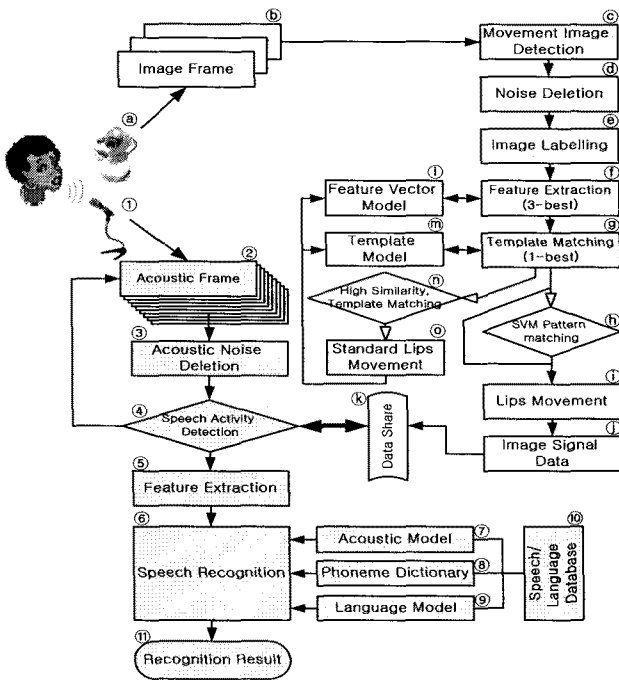 ⓑ
Image Frame
ⓐ
①
ⓒ
Movement Image
Detection
ⓓ
Noise Deletion
ⓔ
Image Labelling
ⓕ
Feature Extraction
(3-best)
ⓖ
Template Matching
(1-best)
ⓛ
Feature Vector
Model
ⓜ
Template
Model
ⓝ
High Similarity,
Template Matching
ⓞ
Standard Lips
Movement
ⓗ
SVM Pattern
matching
ⓘ
Lips Movement
ⓙ
Image Signal
Data
ⓚ
Data Share
②
Acoustic Frame
③
Acoustic Noise
Deletion
④
Speech Activity
Detection
⑤
Feature Extraction
⑥
Speech Recognition
⑦
Acoustic Model
⑧
Phoneme Dictionary
⑨
Language Model
⑩
Speech/
Language
Database
⑪
Recognition Result